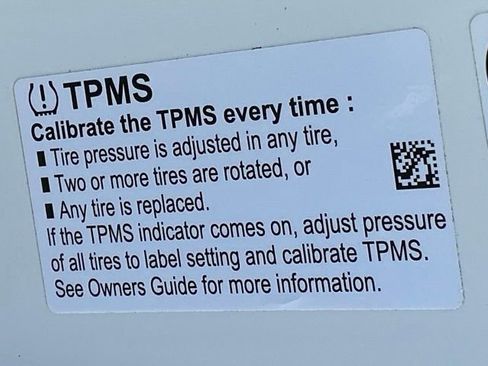 TPMS
Calibrate the TPMS every time :
Tire pressure is adjusted in any tire,
Two or more tires are rotated, or
Any tire is replaced.
If the TPMS indicator comes on, adjust pressure
of all tires to label setting and calibrate TPMS.
See Owners Guide for more information.